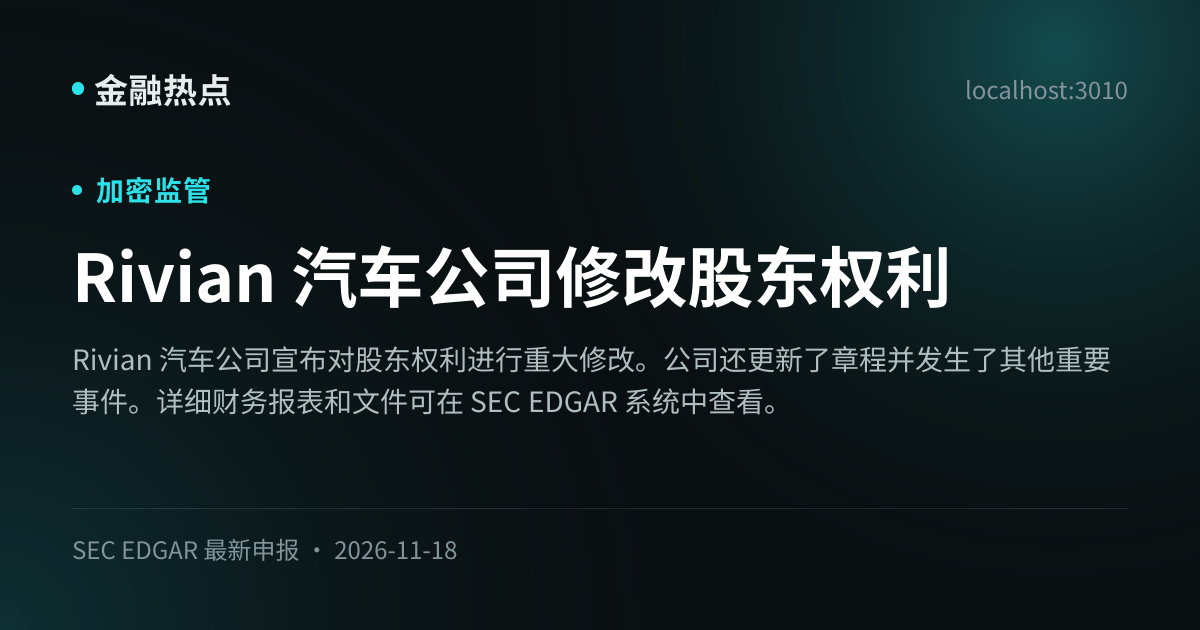 金融热点
localhost:3010
加密监管
Rivian 汽车公司修改股东权利
Rivian 汽车公司宣布对股东权利进行重大修改。公司还更新了章程并发生了其他重要
事件。详细财务报表和文件可在 SEC EDGAR 系统中查看。
SEC EDGAR 最新申报 · 2026-11-18